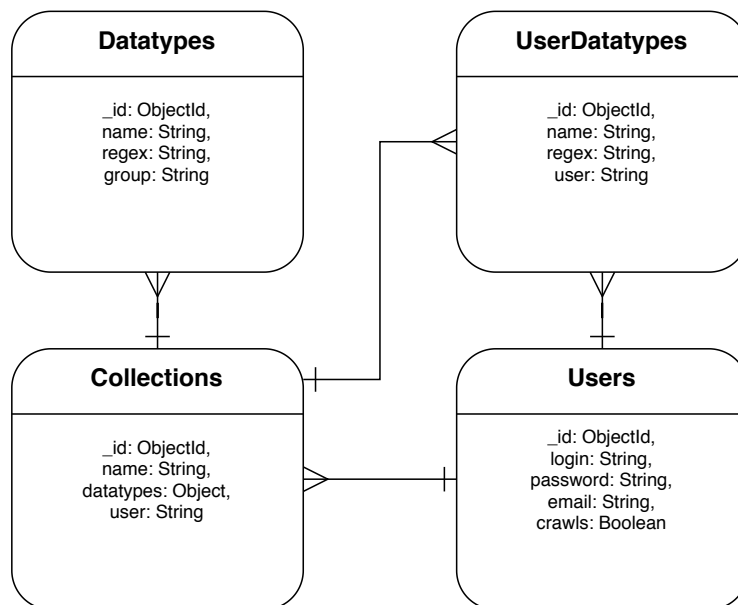 Datatypes
_id: ObjectId,
name: String,
regex: String,
group: String
UserDatatypes
_id: ObjectId,
name: String,
regex: String,
user: String
Collections
_id: ObjectId,
name: String,
datatypes: Object,
user: String
Users
_id: ObjectId,
login: String,
password: String,
email: String,
crawls: Boolean